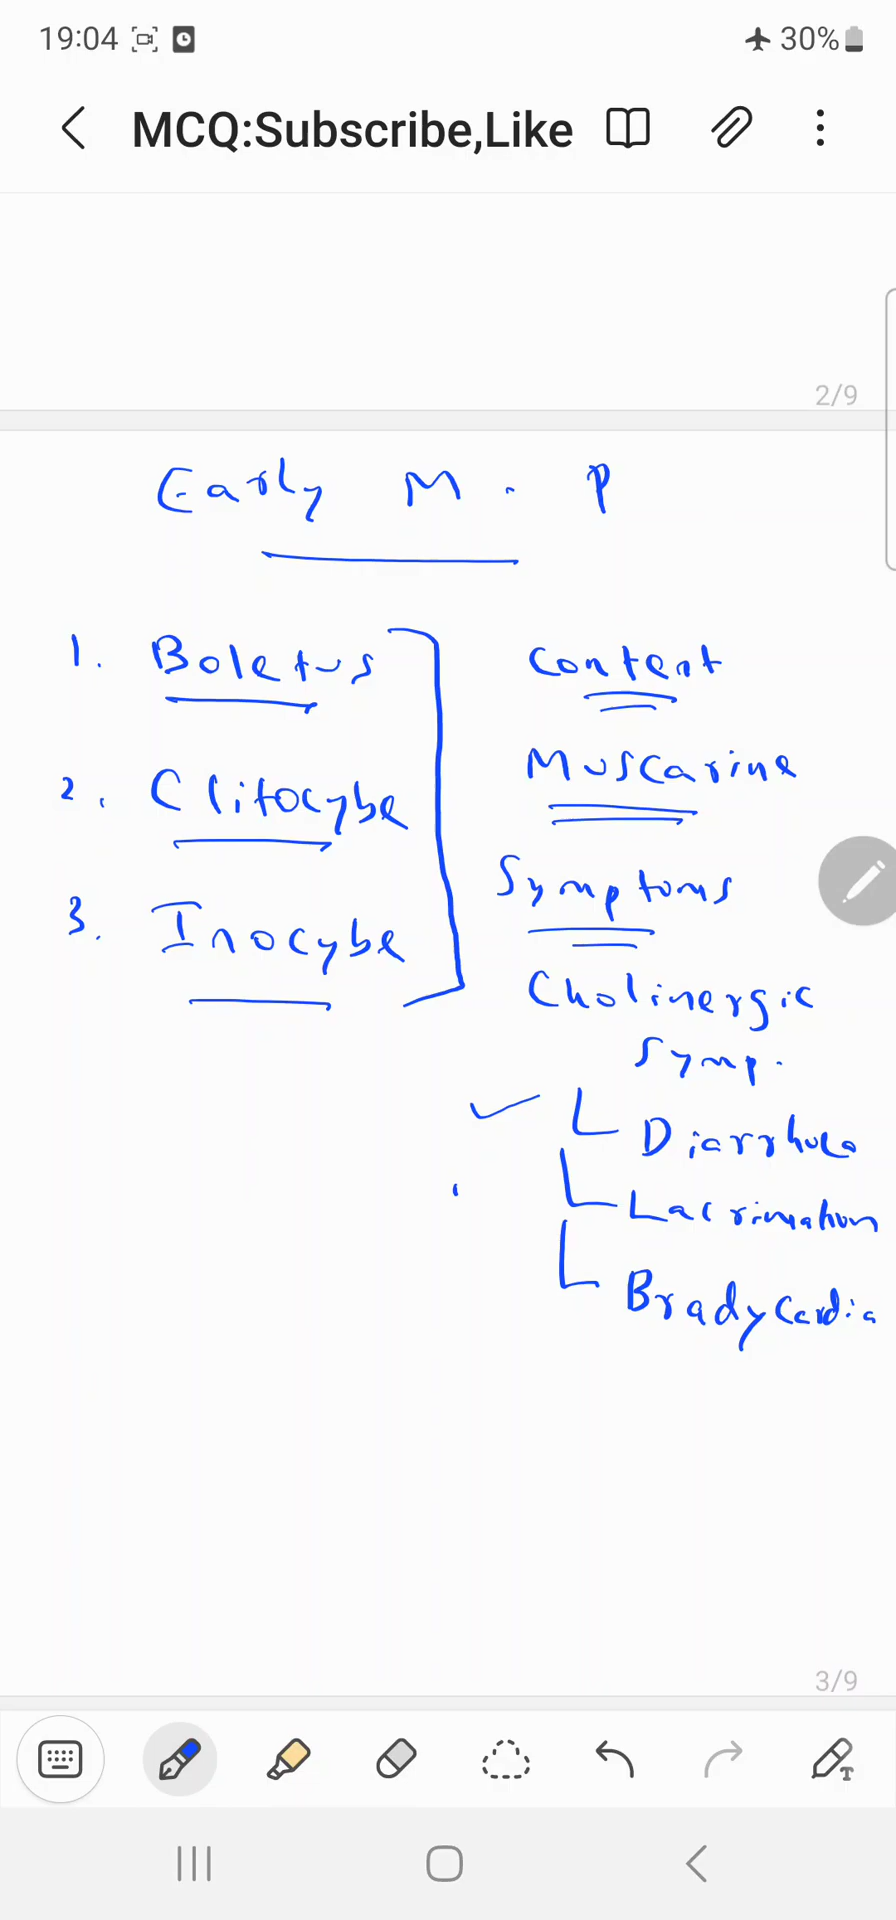 19:04 30%
MCQ:Subscribe,Like
2/9
Early M. P
1. Boletus
2. Clitocybe
3. Inocybe
Content
Muscarine
Symptoms
Cholinergic
Symp.
Diarrhoea
Lacrimation
Bradycardia
3/9